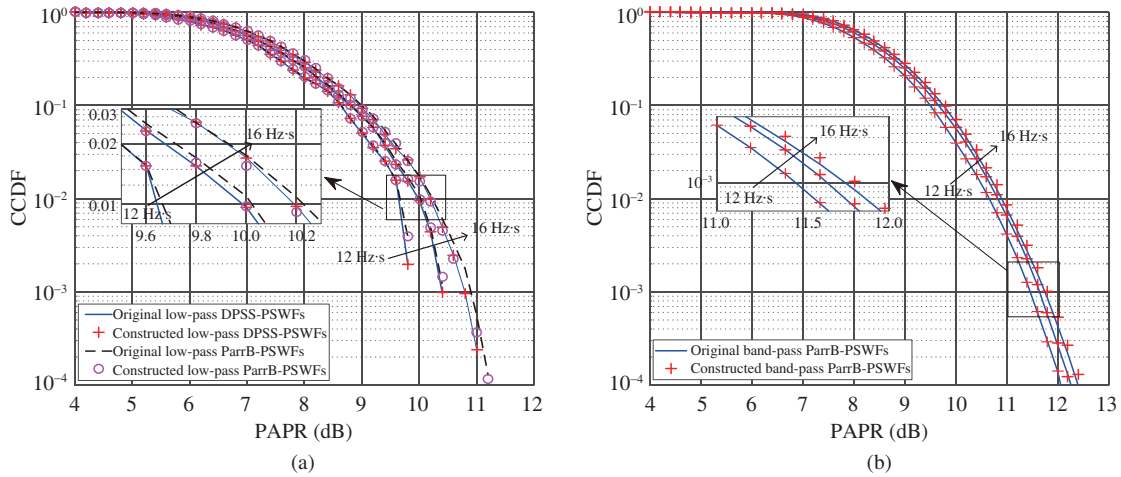 10⁰
10⁻¹
10⁻²
10⁻³
10⁻⁴
CCDF
0.03
0.02
0.01
16 Hz·s
12 Hz·s
9.6 9.8 10.0 10.2
16 Hz·s
12 Hz·s
Original low-pass DPSS-PSWFs
Constructed low-pass DPSS-PSWFs
Original low-pass ParrB-PSWFs
Constructed low-pass ParrB-PSWFs
4 5 6 7 8 9 10 11 12
PAPR (dB)
(a)
10⁰
10⁻¹
10⁻²
10⁻³
10⁻⁴
CCDF
16 Hz·s
10⁻³
12 Hz·s
11.0 11.5 12.0
16 Hz·s
12 Hz·s
Original band-pass ParrB-PSWFs
Constructed band-pass ParrB-PSWFs
4 5 6 7 8 9 10 11 12 13
PAPR (dB)
(b)